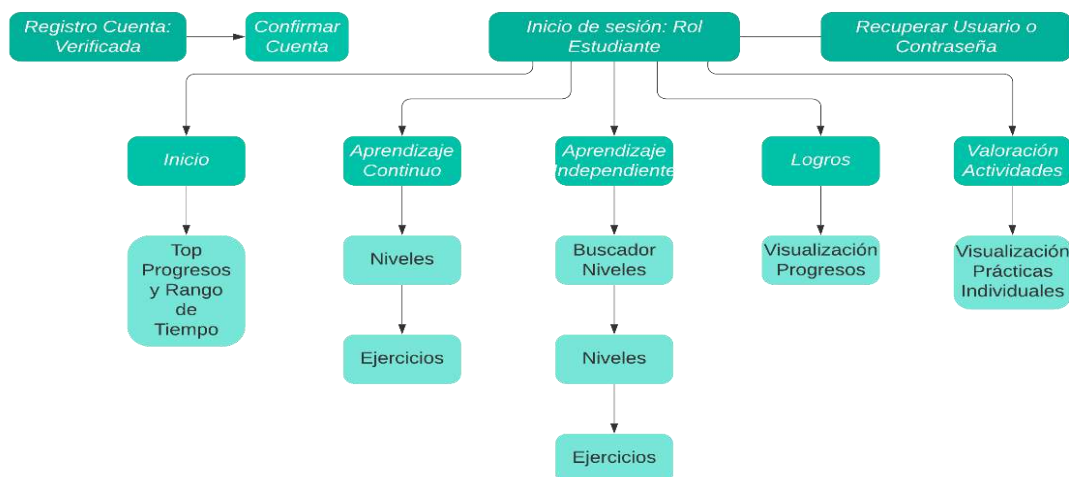 Registro Cuenta:
Verificada
Confirmar
Cuenta
Inicio de sesión: Rol
Estudiante
Recuperar Usuario o
Contraseña
Inicio
Aprendizaje
Continuo
Aprendizaje
Independiente
Logros
Valoración
Actividades
Top
Progresos
y Rango
de
Tiempo
Niveles
Buscador
Niveles
Visualización
Progresos
Visualización
Prácticas
Individuales
Ejercicios
Niveles
Ejercicios